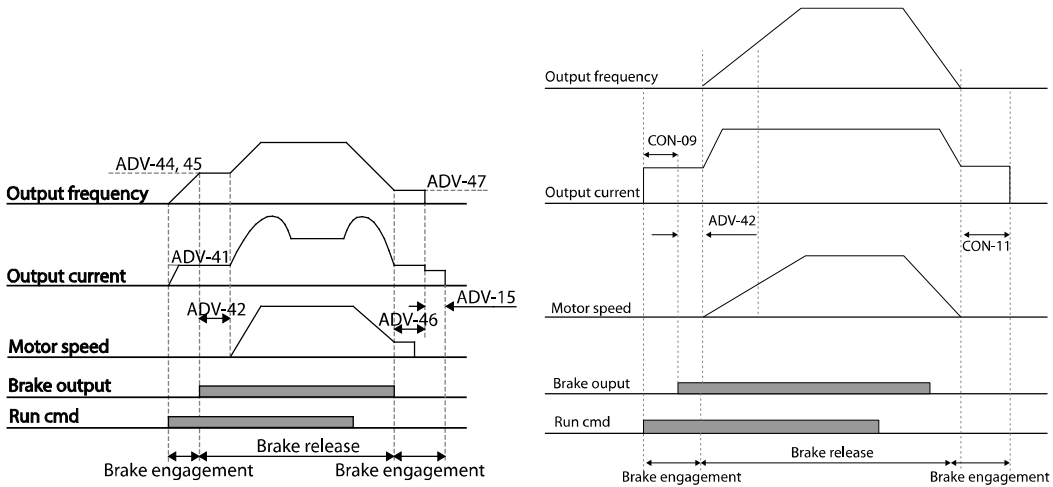 ADV-44, 45
ADV-47
Output frequency
ADV-41
Output current
ADV-15
ADV-42
ADV-46
Motor speed
Brake output
Run cmd
Brake release
Brake engagement
Brake engagement
Output frequency
CON-09
Output current
ADV-42
CON-11
Motor speed
Brake ouput
Run cmd
Brake release
Brake engagement
Brake engagement